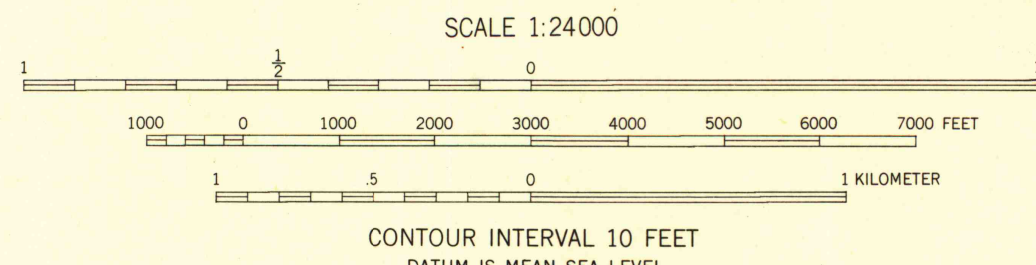 SCALE 1:24000
1 1/2 0
1000 0 1000 2000 3000 4000 5000 6000 7000 FEET
1 .5 0 1 KILOMETER
CONTOUR INTERVAL 10 FEET
DATUM IS MEAN SEA LEVEL